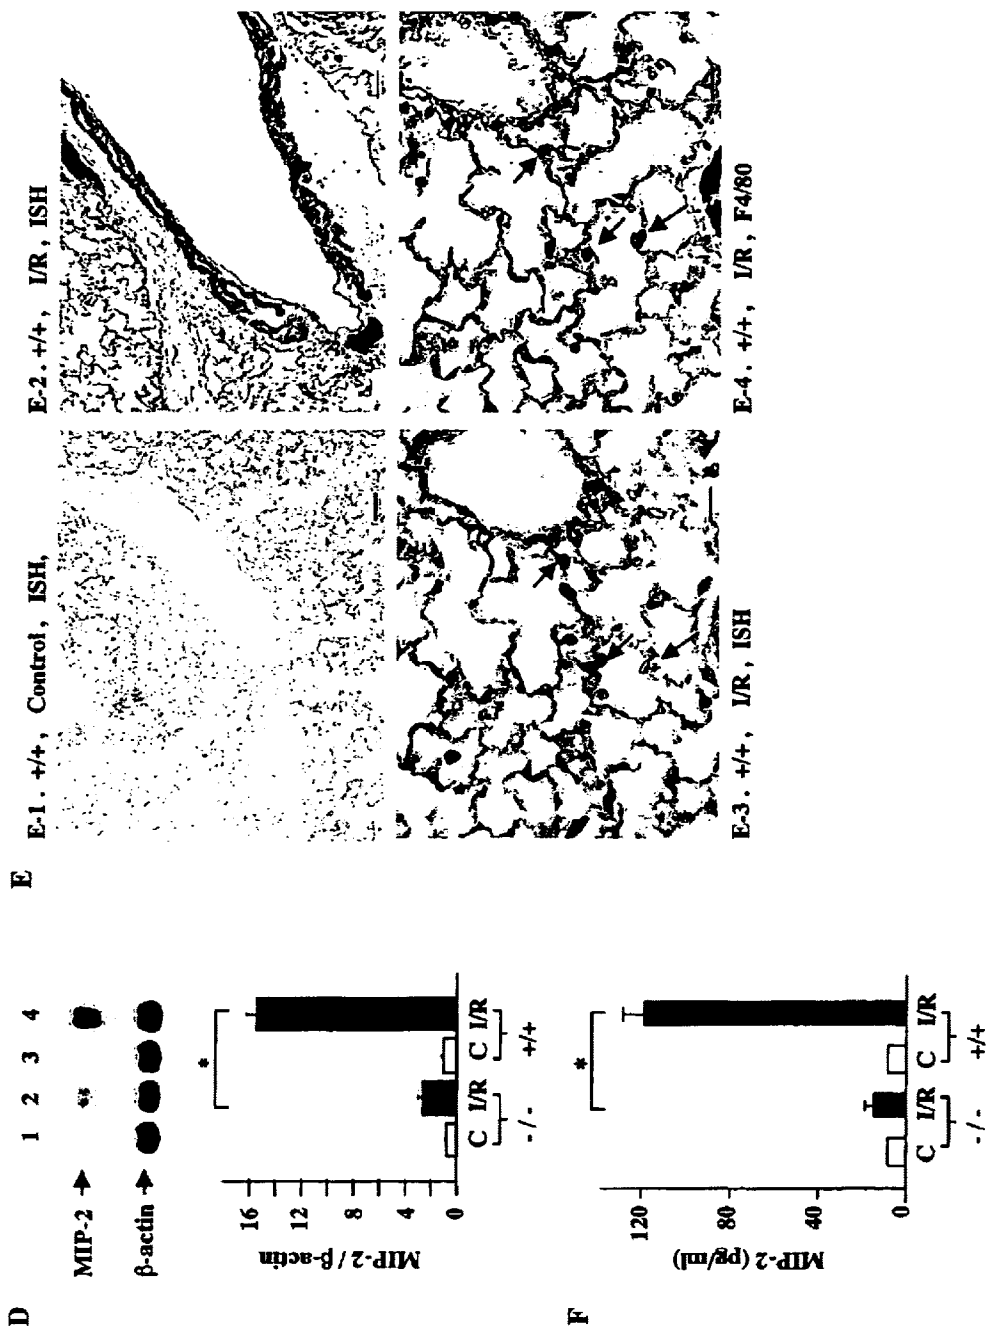 D
1 2 3 4
MIP-2
β-actin
MIP-2 / β-actin
16
12
8
4
0
C I/R C I/R
-/- +/+
*
E
E-1. +/+, Control, ISH,
E-2. +/+, I/R, ISH
E-3. +/+, I/R, ISH
E-4. +/+, I/R, F4/80
F
MIP-2 (pg/ml)
120
80
40
0
C I/R C I/R
-/- +/+
*